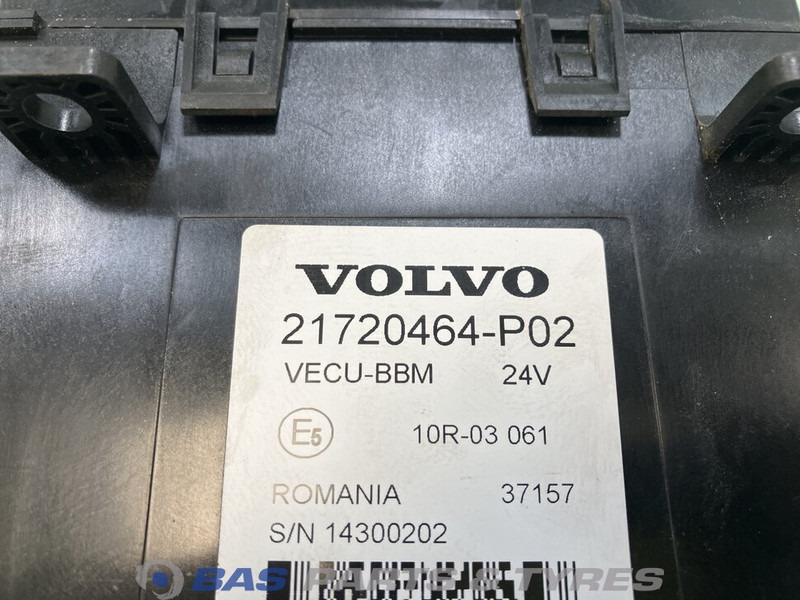 VOLVO
21720464-P02
VECU-BBM 24V
E5 10R-03 061
ROMANIA 37157
S/N 14300202
BAS PARTS & TYRES